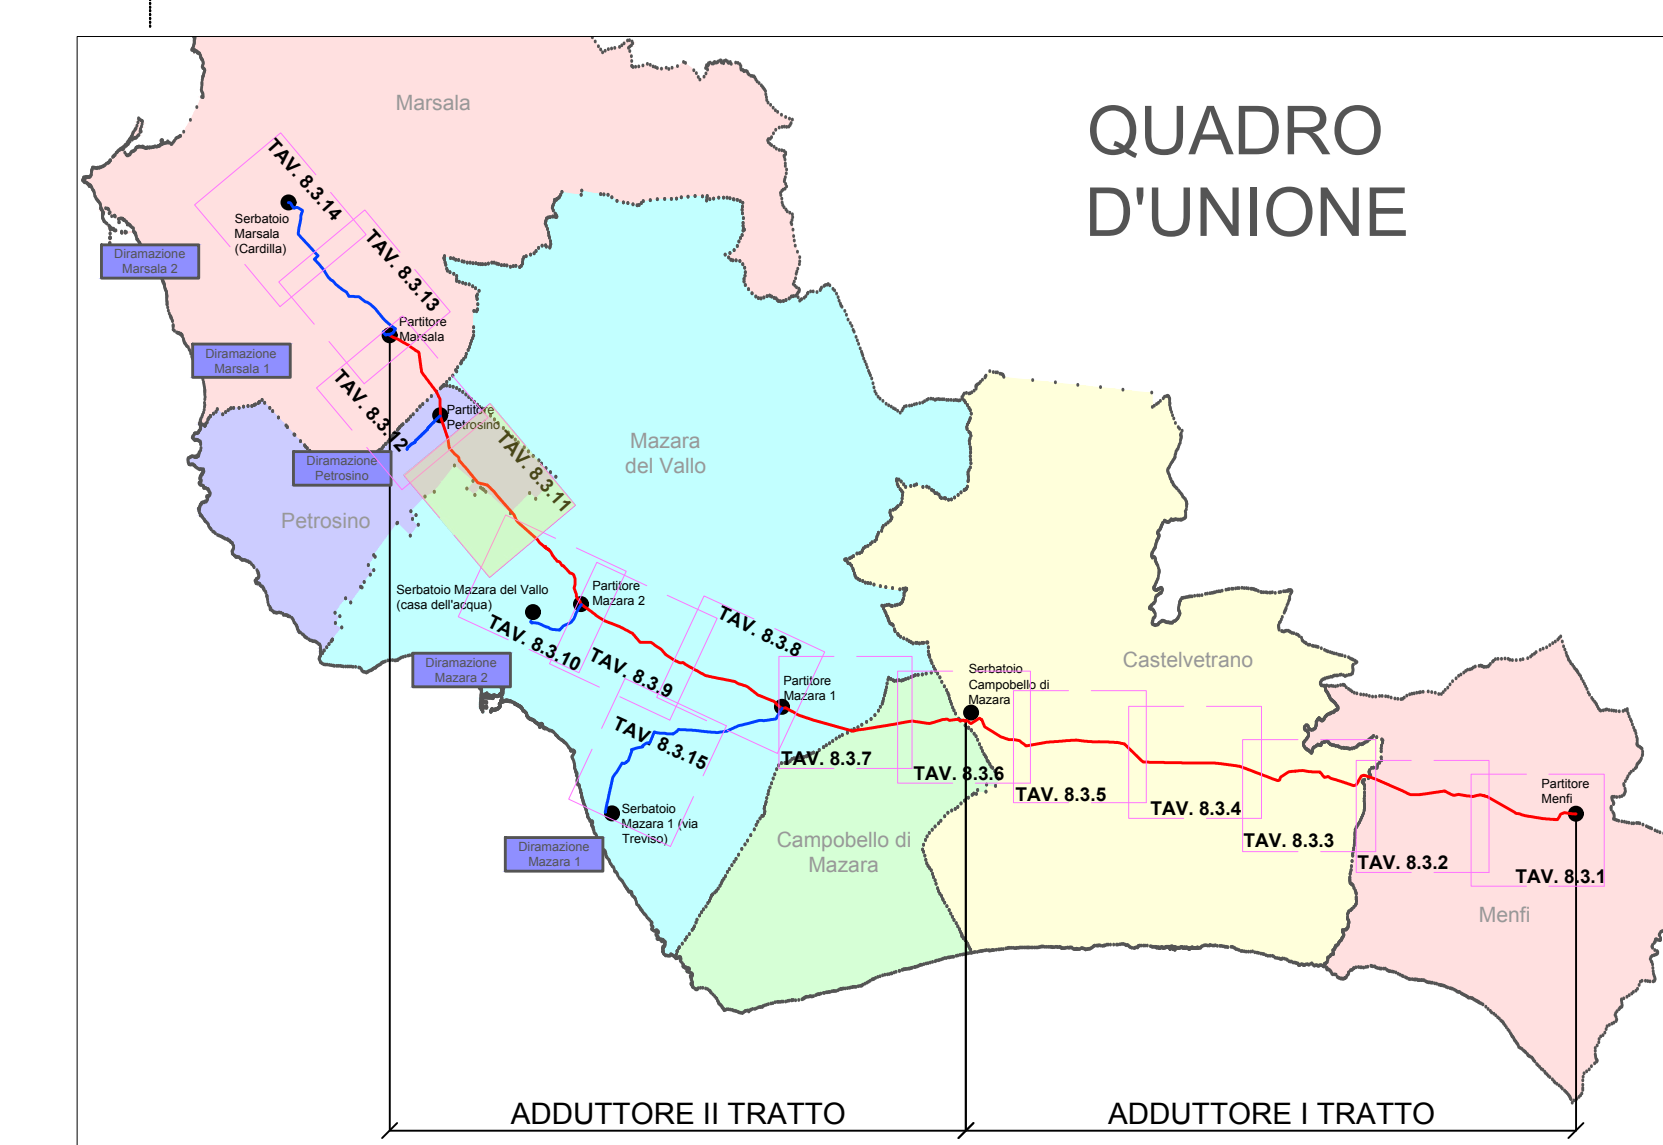 QUADRO
D'UNIONE
Marsala
TAV. 8.3.14
Serbatoio
Marsala
(Cardilla)
TAV. 8.3.13
Diramazione
Marsala 2
Partitore
Marsala
Diramazione
Marsala 1
TAV. 8.3.12
Partitore
Petrosino
TAV. 8.3.11
Mazara
del Vallo
Diramazione
Petrosino
Petrosino
Serbatoio Mazara del Vallo
(casa dell'acqua)
Partitore
Mazara 2
TAV. 8.3.10
TAV. 8.3.9
TAV. 8.3.8
Diramazione
Mazara 2
Partitore
Mazara 1
Serbatoio
Campobello di
Mazara
Castelvetrano
TAV. 8.3.15
TAV. 8.3.7
TAV. 8.3.6
TAV. 8.3.5
TAV. 8.3.4
TAV. 8.3.3
TAV. 8.3.2
TAV. 8.3.1
Partitore
Menfi
Serbatoio
Mazara 1 (via
Treviso)
Diramazione
Mazara 1
Campobello di
Mazara
Menfi
ADDUTTORE II TRATTO
ADDUTTORE I TRATTO